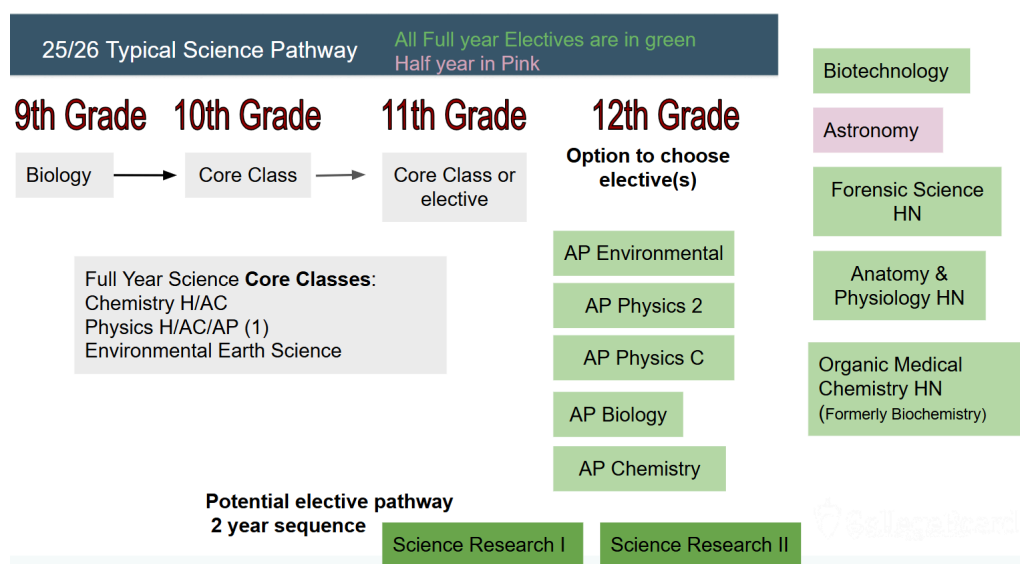 25/26 Typical Science Pathway
All Full year Electives are in green
Half year in Pink
9th Grade
10th Grade
11th Grade
12th Grade
Biology
Core Class
Core Class or
elective
Option to choose
elective(s)
Full Year Science Core Classes:
Chemistry H/AC
Physics H/AC/AP (1)
Environmental Earth Science
AP Environmental
AP Physics 2
AP Physics C
AP Biology
AP Chemistry
Biotechnology
Astronomy
Forensic Science
HN
Anatomy &
Physiology HN
Organic Medical
Chemistry HN
(Formerly Biochemistry)
Potential elective pathway
2 year sequence
Science Research I
Science Research II
CollegeBoard